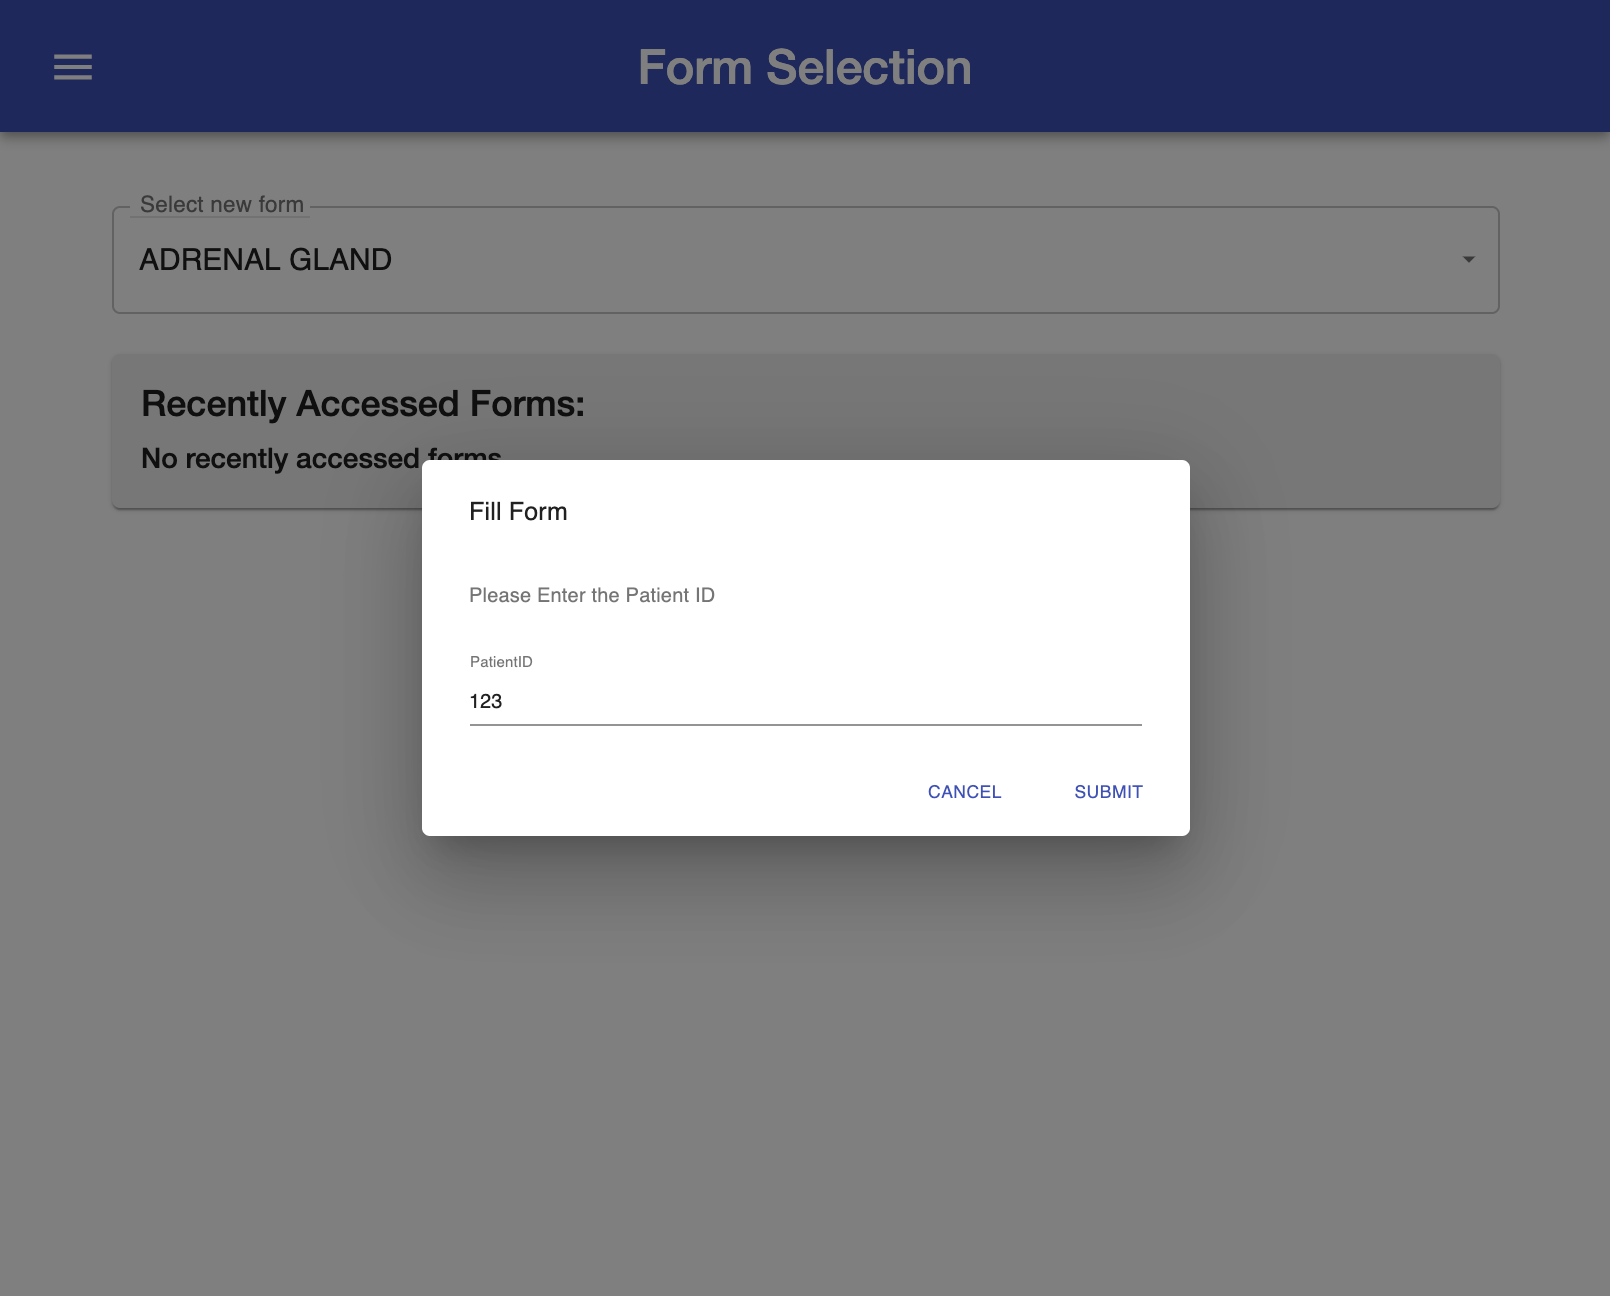 Form Selection
Select new form
ADRENAL GLAND
Recently Accessed Forms:
No recently accessed forms
Fill Form
Please Enter the Patient ID
PatientID
123
CANCEL SUBMIT